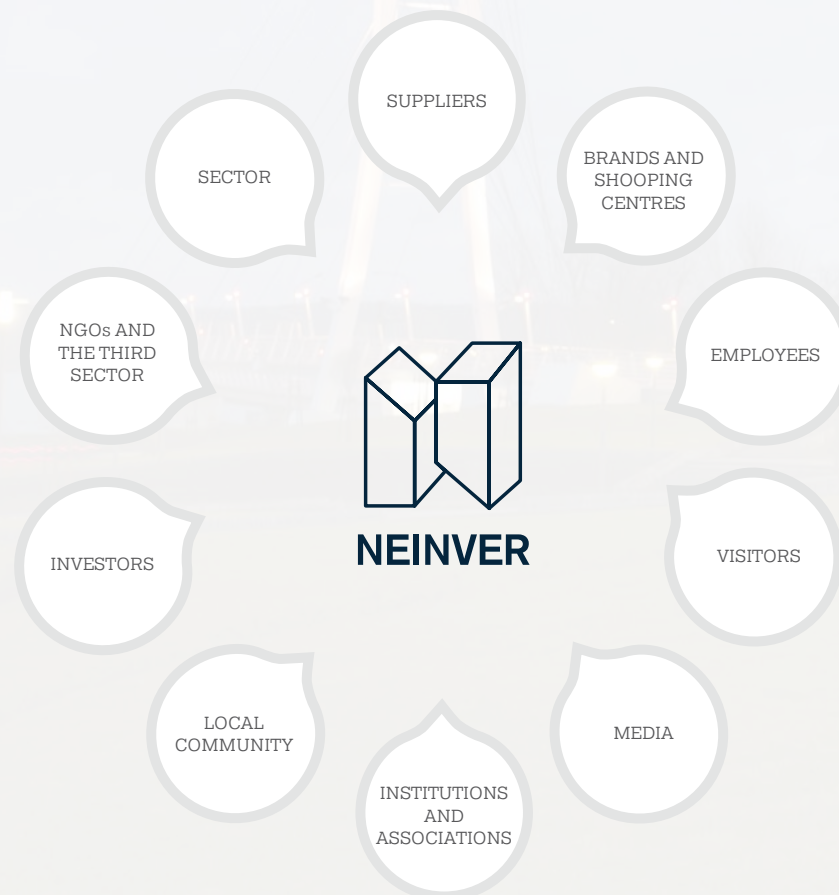 SUPPLIERS
BRANDS AND
SHOOPING
CENTRES
EMPLOYEES
VISITORS
MEDIA
INSTITUTIONS
AND
ASSOCIATIONS
LOCAL
COMMUNITY
INVESTORS
NGOs AND
THE THIRD
SECTOR
SECTOR
NEINVER